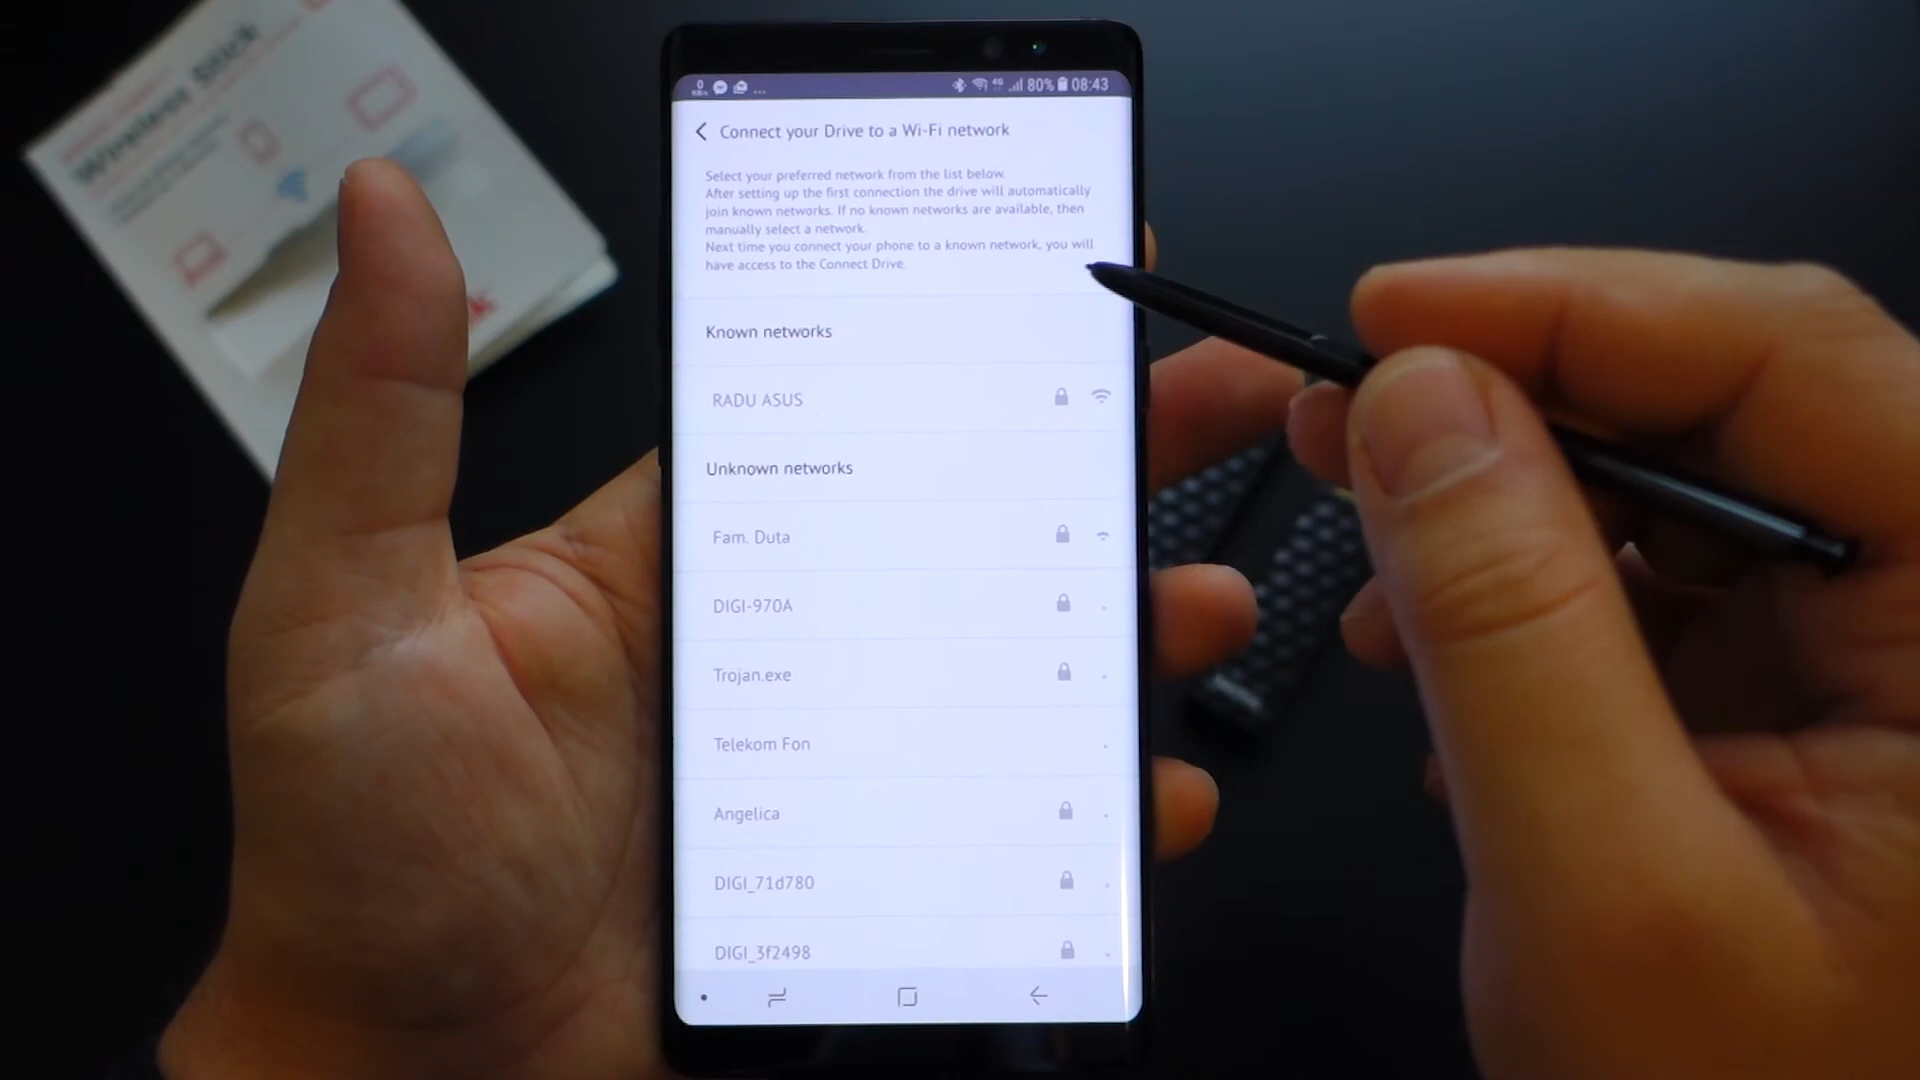 Wireless Stick
80% 08:43
Connect your Drive to a Wi-Fi network
Select your preferred network from the list below.
After setting up the first connection the drive will automatically
join known networks. If no known networks are available, then
manually select a network.
Next time you connect your phone to a known network, you will
have access to the Connect Drive.
Known networks
RADU ASUS
Unknown networks
Fam. Duta
DIGI-970A
Trojan.exe
Telekom Fon
Angelica
DIGI_71d780
DIGI_3f2498